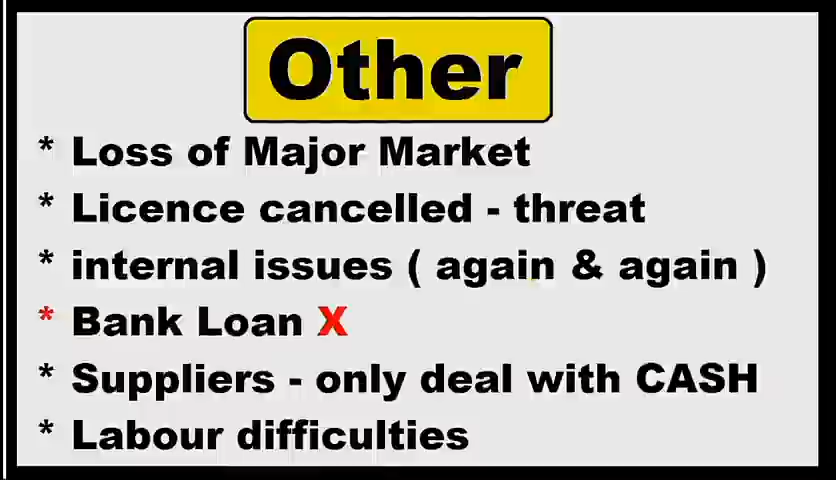 Other
* Loss of Major Market
* Licence cancelled - threat
* internal issues ( again & again )
* Bank Loan X
* Suppliers - only deal with CASH
* Labour difficulties